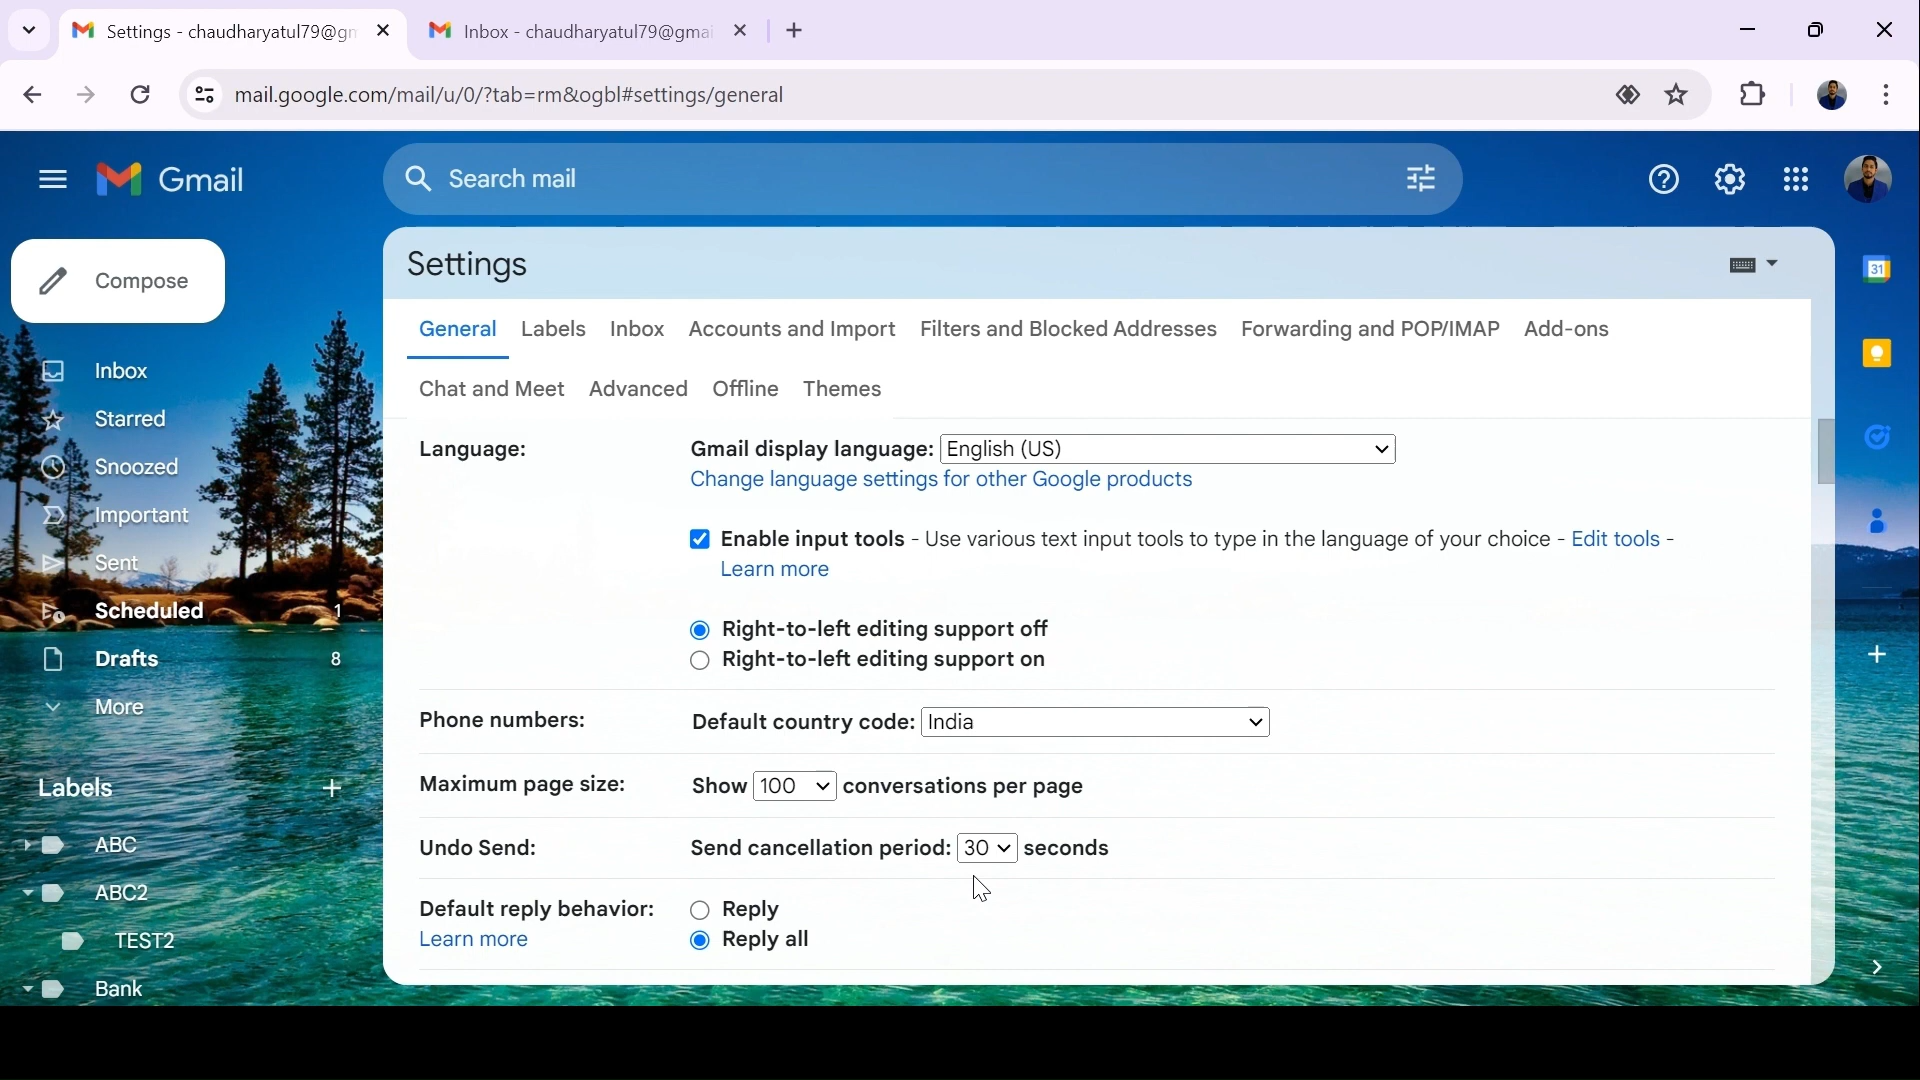 Settings - chaudharyatul79@gm
Inbox - chaudharyatul79@gmai
mail.google.com/mail/u/0/?tab=rm&ogbl#settings/general
Gmail
Search mail
Compose
Inbox
Starred
Snoozed
Important
Sent
Scheduled 1
Drafts 8
More
Labels
ABC
ABC2
TEST2
Bank
Settings
General Labels Inbox Accounts and Import Filters and Blocked Addresses Forwarding and POP/IMAP Add-ons
Chat and Meet Advanced Offline Themes
Language: Gmail display language: English (US)
Change language settings for other Google products
Enable input tools - Use various text input tools to type in the language of your choice - Edit tools -
Learn more
Right-to-left editing support off
Right-to-left editing support on
Phone numbers: Default country code: India
Maximum page size: Show 100 conversations per page
Undo Send: Send cancellation period: 30 seconds
Default reply behavior: Reply
Learn more Reply all
31